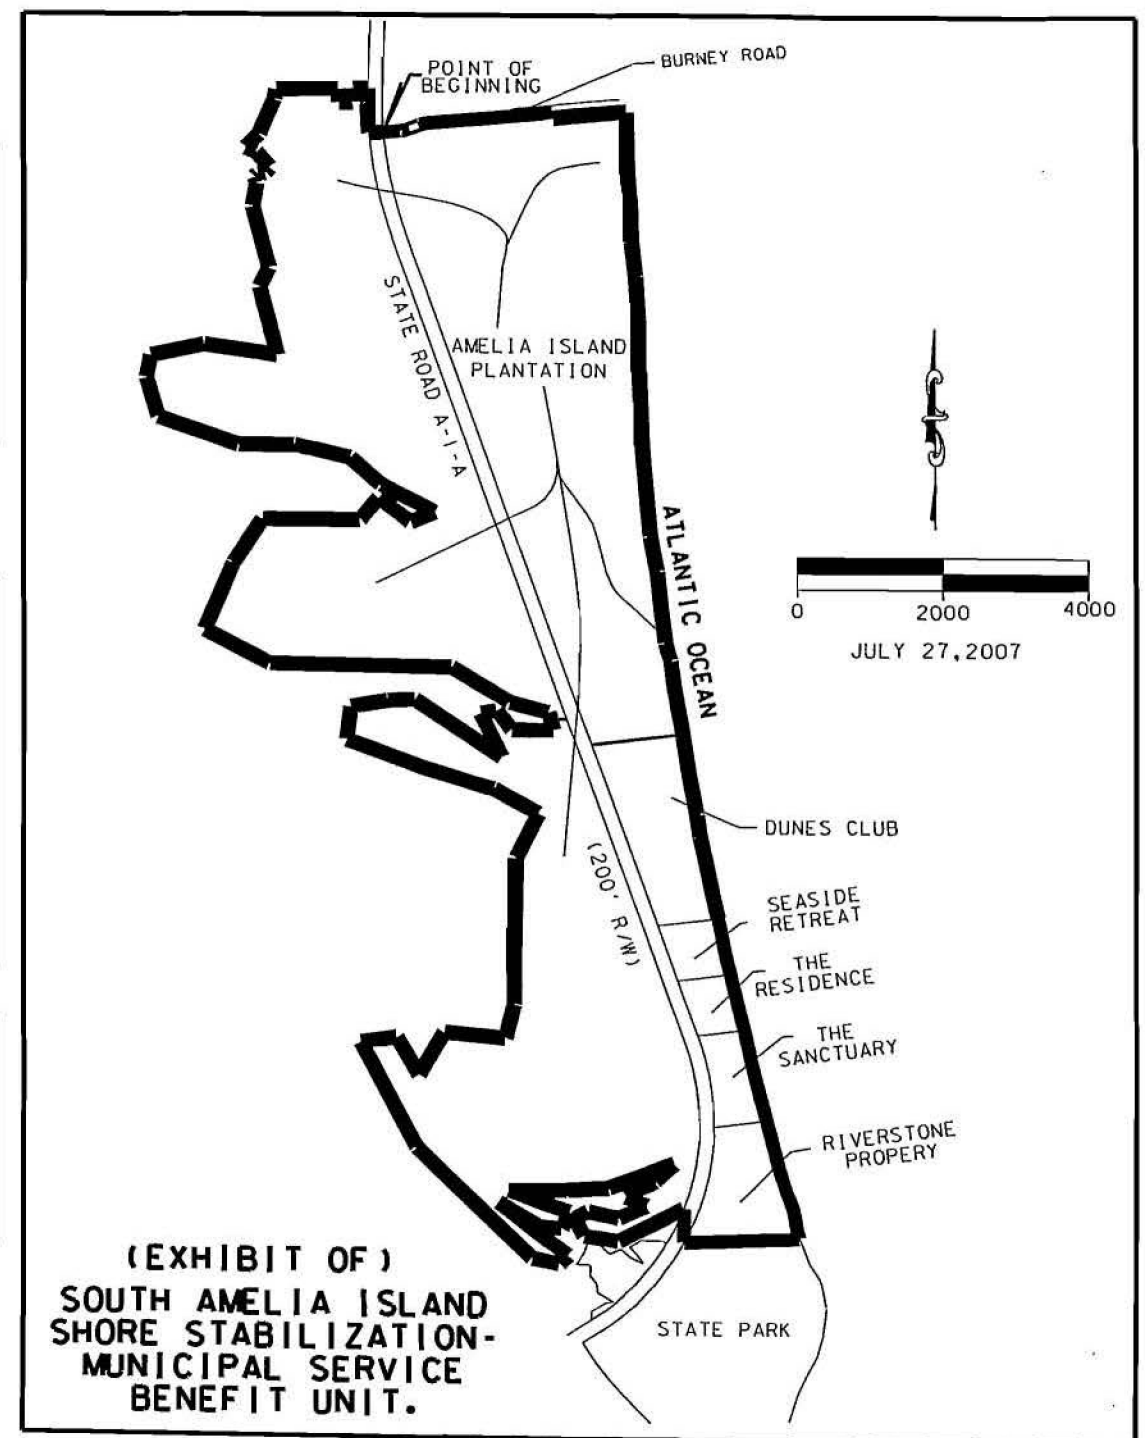 BURNEY ROAD
POINT OF
BEGINNING
STATE ROAD A-1-A
AMELIA ISLAND
PLANTATION
ATLANTIC OCEAN
0 2000 4000
JULY 27,2007
DUNES CLUB
(200' R/W)
SEASIDE
RETREAT
THE
RESIDENCE
THE
SANCTUARY
RIVERSTONE
PROPERY
(EXHIBIT OF)
SOUTH AMELIA ISLAND
SHORE STABILIZATION-
MUNICIPAL SERVICE
BENEFIT UNIT.
STATE PARK